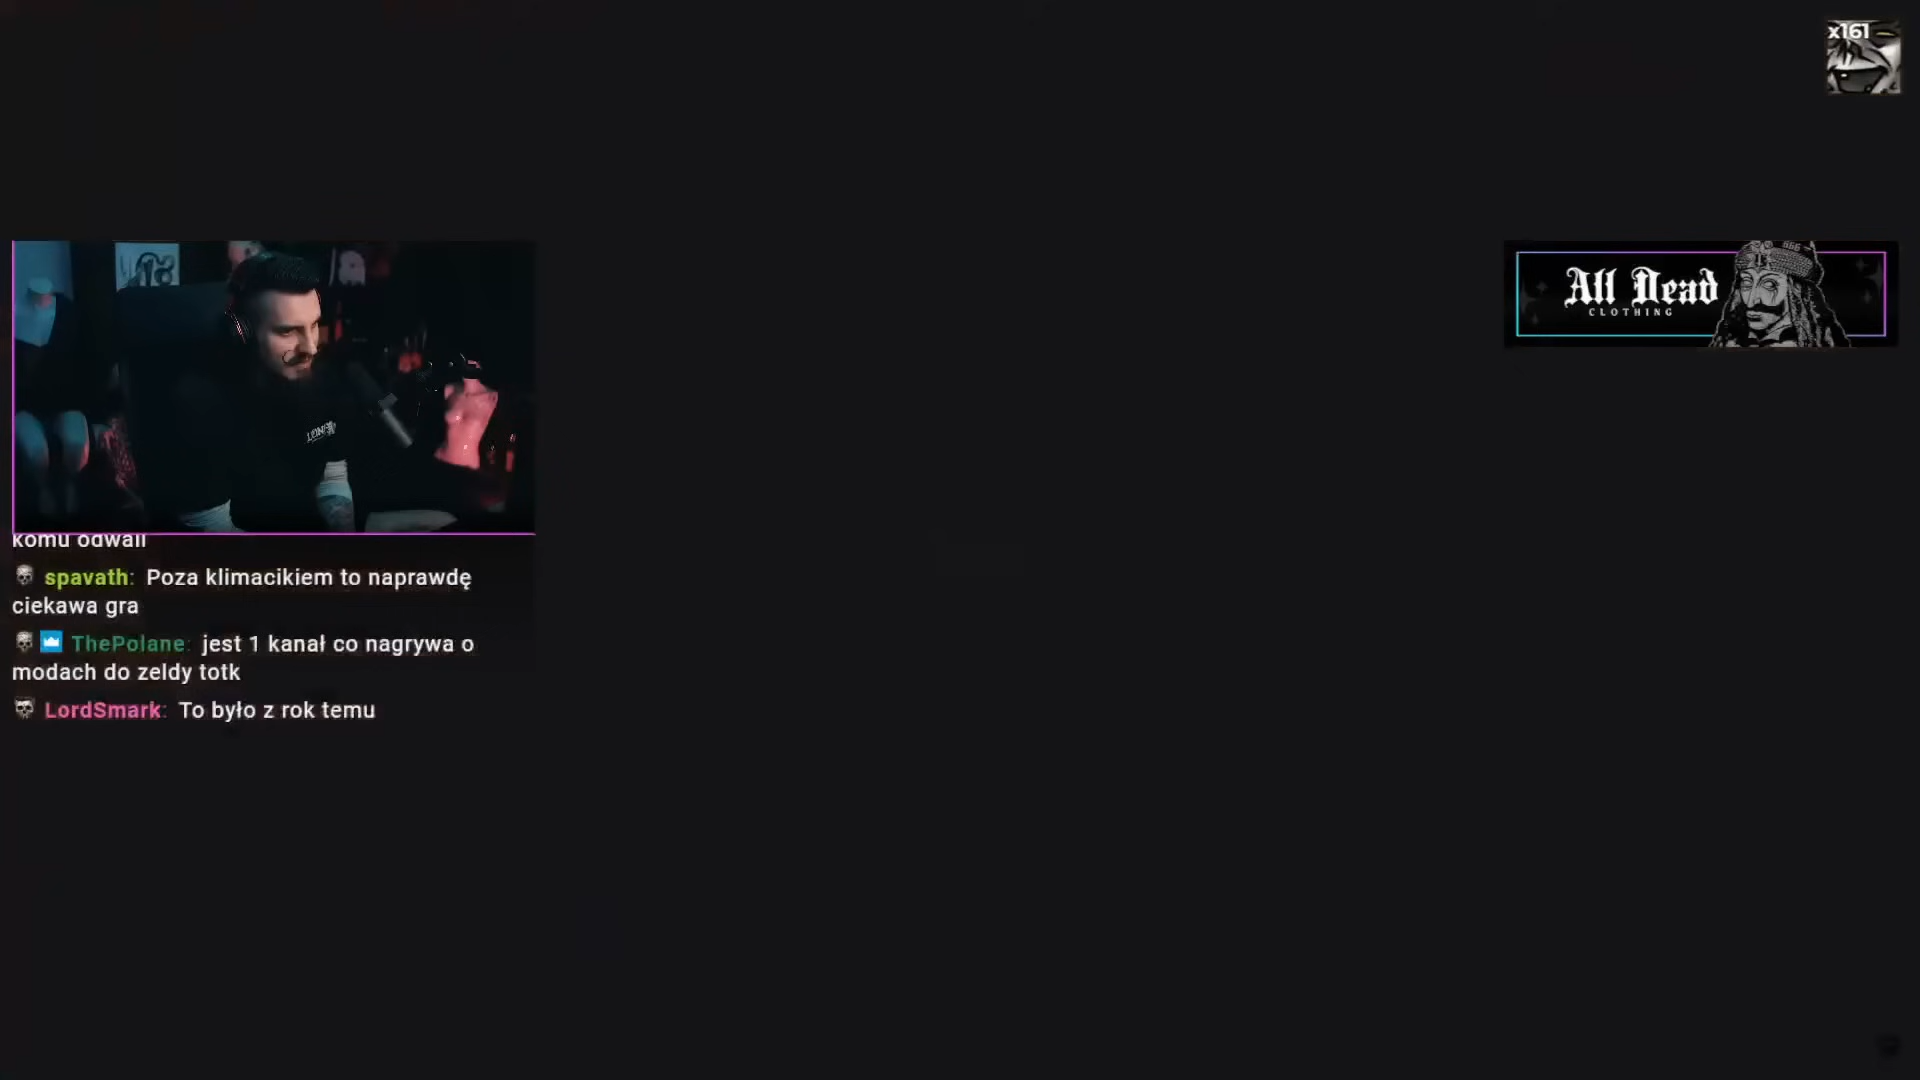 x161
All Dead
CLOTHING
komu odwali
spavath: Poza klimacikiem to naprawdę
ciekawa gra
ThePolane: jest 1 kanał co nagrywa o
modach do zeldy totk
LordSmark: To było z rok temu